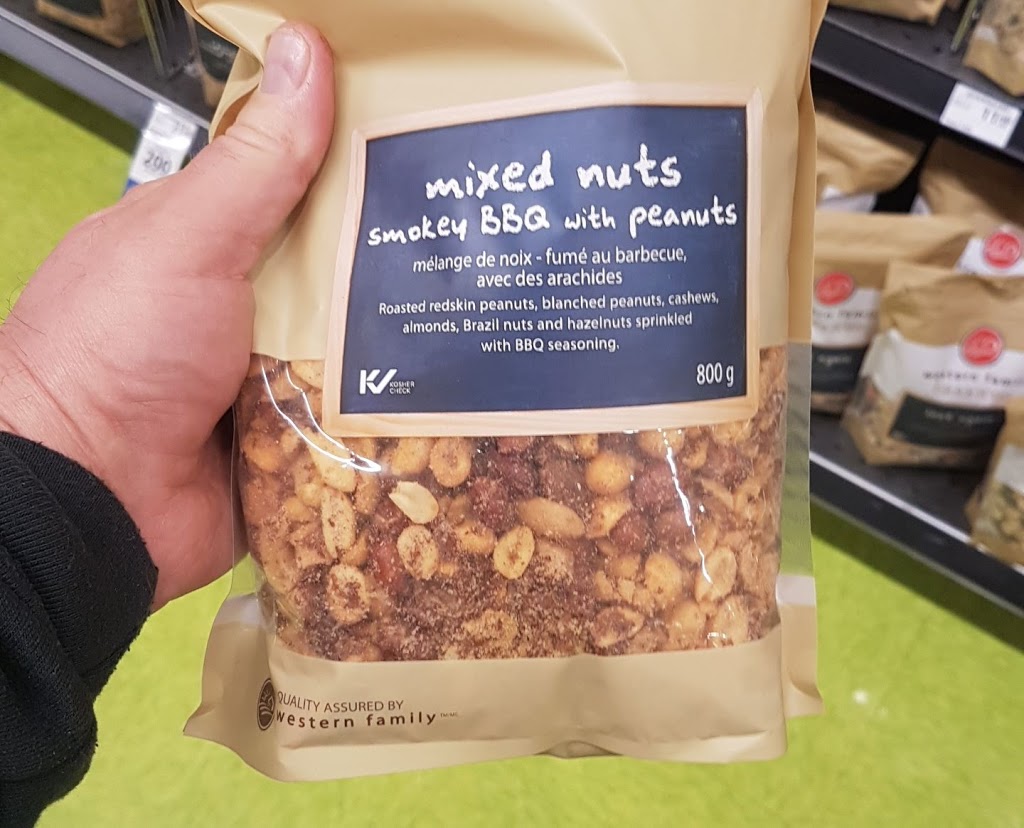 mixed nuts
smokey BBQ with peanuts
mélange de noix - fumé au barbecue,
avec des arachides
Roasted redskin peanuts, blanched peanuts, cashews,
almonds, Brazil nuts and hazelnuts sprinkled
with BBQ seasoning.
KOSHER
CHECK
800 g
QUALITY ASSURED BY
western family